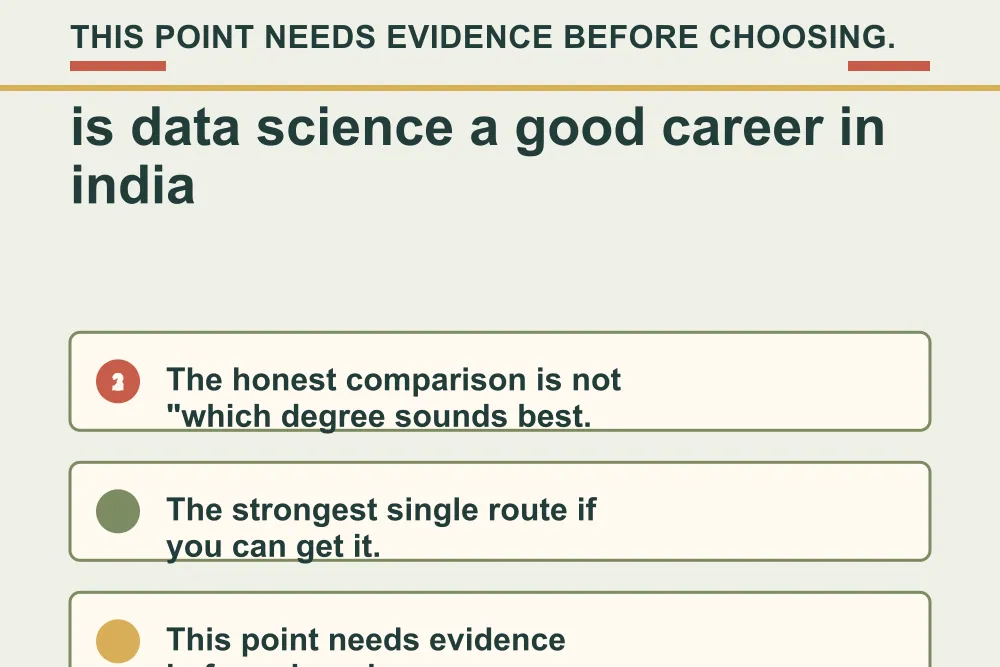 THIS POINT NEEDS EVIDENCE BEFORE CHOOSING.
is data science a good career in
india
The honest comparison is not
"which degree sounds best.
The strongest single route if
you can get it.
This point needs evidence